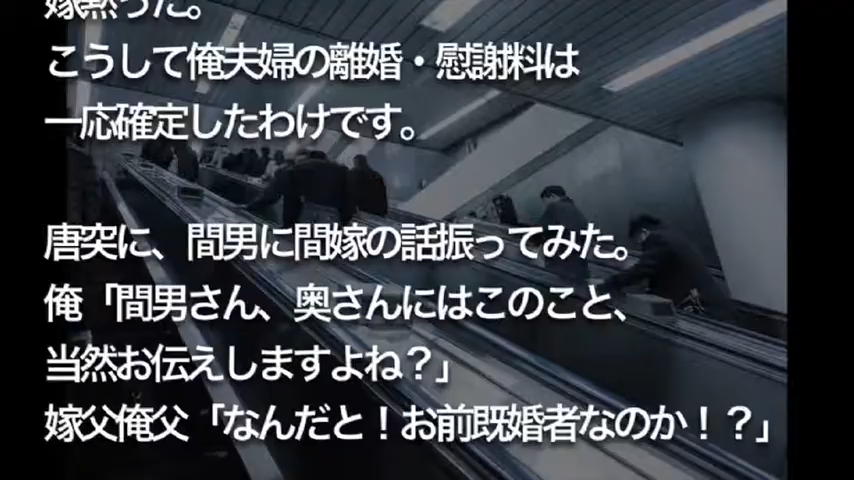 嫁黙った。
こうして俺夫婦の離婚・慰謝料は
一応確定したわけです。
唐突に、間男に間嫁の話振ってみた。
俺「間男さん、奥さんにはこのこと、
当然お伝えしますよね？」
嫁父俺父「なんだと！お前既婚者なのか！？」